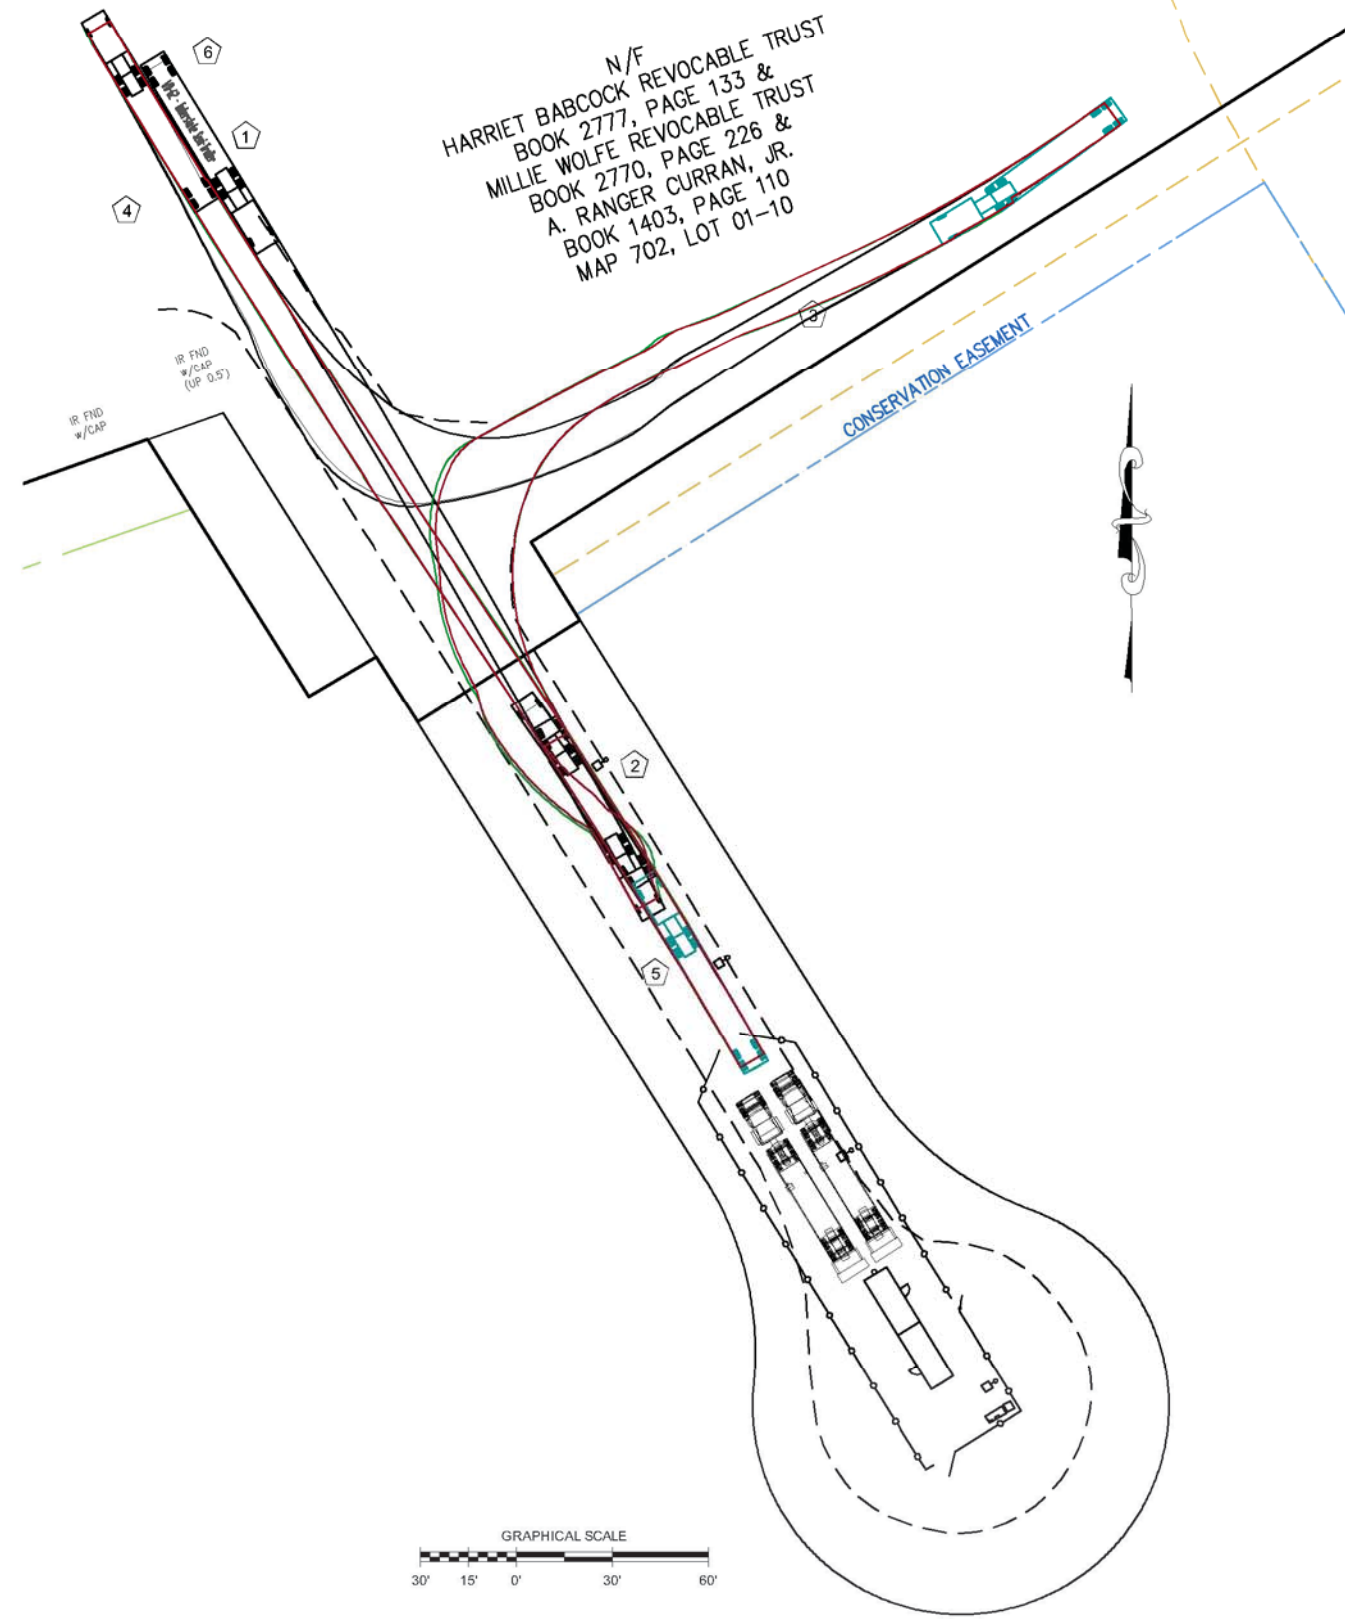 6
N/F
HARRIET BABCOCK REVOCABLE TRUST
BOOK 2777, PAGE 133 &
MILLIE WOLFE REVOCABLE TRUST
BOOK 2770, PAGE 226 &
A. RANGER CURRAN, JR.
BOOK 1403, PAGE 110
MAP 702, LOT 01-10
1
4
3
IR FND
W/CAP
(UP 0.5')
IR FND
W/CAP
CONSERVATION EASEMENT
2
5
GRAPHICAL SCALE
30' 15' 0' 30' 60'